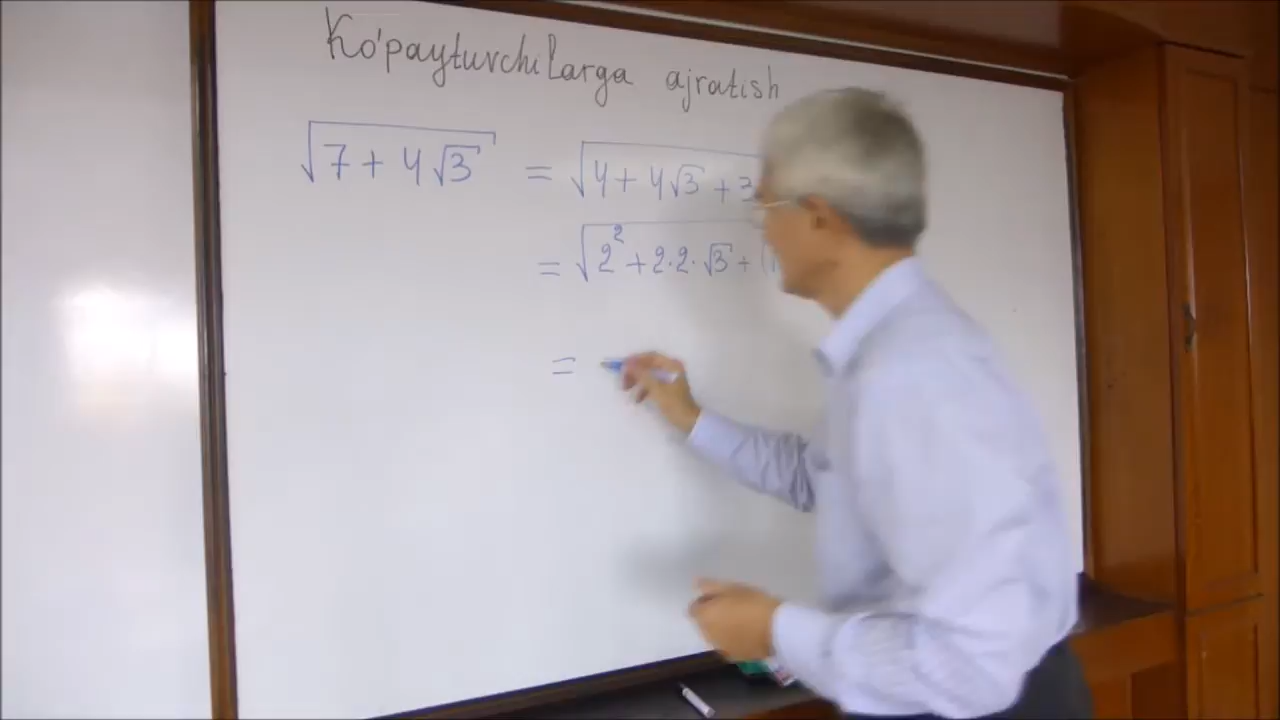 Ko'paytuvchilarga ajratish
√7 + 4√3 = √4 + 4√3 + 3
= √2² + 2·2·√3 + (
=